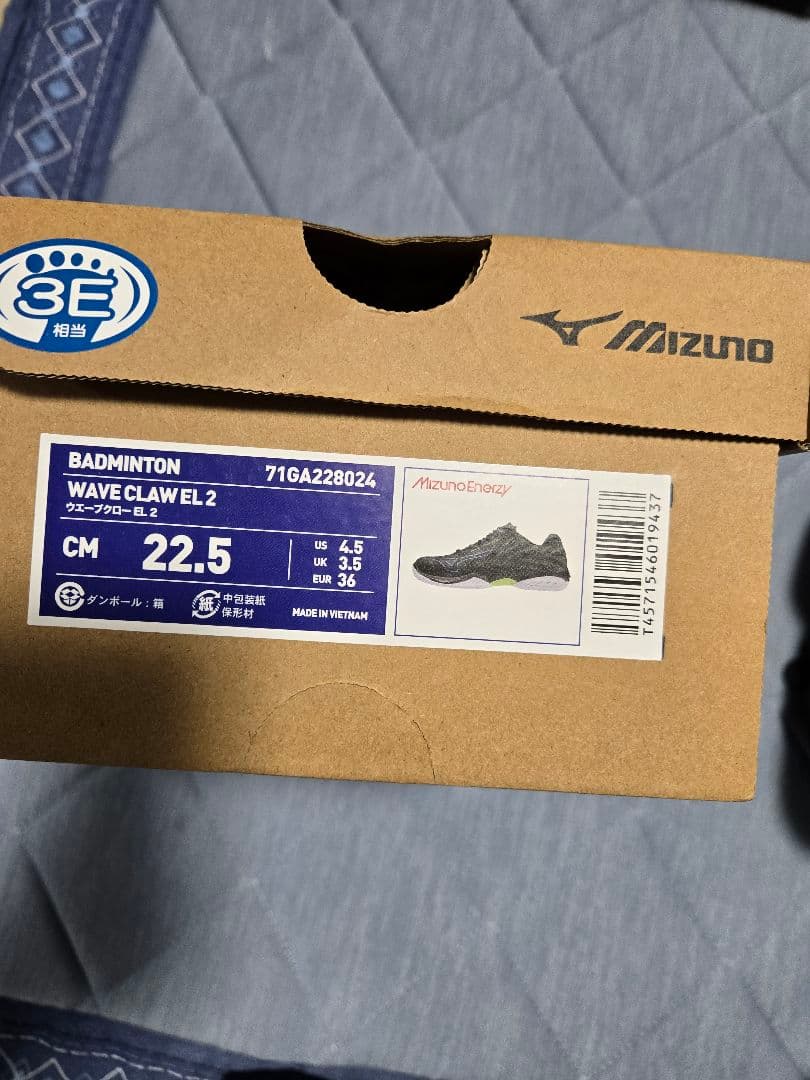 3E
相当
MIZUNO
BADMINTON
71GA228024
WAVE CLAW EL 2
ウエーブクロー EL 2
CM 22.5
US 4.5
UK 3.5
EUR 36
ダンボール：箱
紙 中包装紙
保形材
MADE IN VIETNAM
MIZUNO ENERZY
T4571546019437